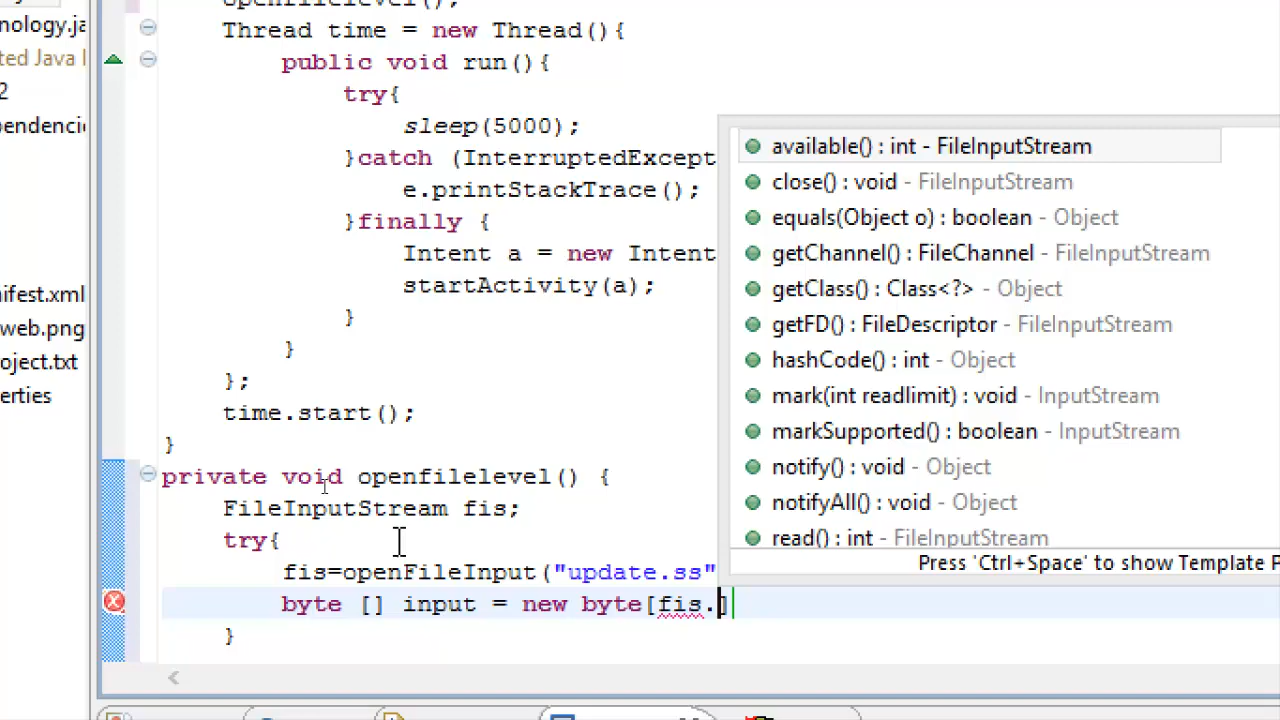 openfilelevel();
Thread time = new Thread(){
public void run(){
try{
sleep(5000);
}catch (InterruptedExcept
e.printStackTrace();
}finally {
Intent a = new Intent
startActivity(a);
}
}
};
time.start();
}
private void openfilelevel() {
FileInputStream fis;
try{
fis=openFileInput("update.ss"
byte [] input = new byte[fis.]
}
nology.ja
ted Java
2
pendenci
ifest.xml
web.png
oject.txt
erties
available() : int - FileInputStream
close() : void - FileInputStream
equals(Object o) : boolean - Object
getChannel() : FileChannel - FileInputStream
getClass() : Class<?> - Object
getFD() : FileDescriptor - FileInputStream
hashCode() : int - Object
mark(int readlimit) : void - InputStream
markSupported() : boolean - InputStream
notify() : void - Object
notifyAll() : void - Object
read() : int - FileInputStream
Press 'Ctrl+Space' to show Template P